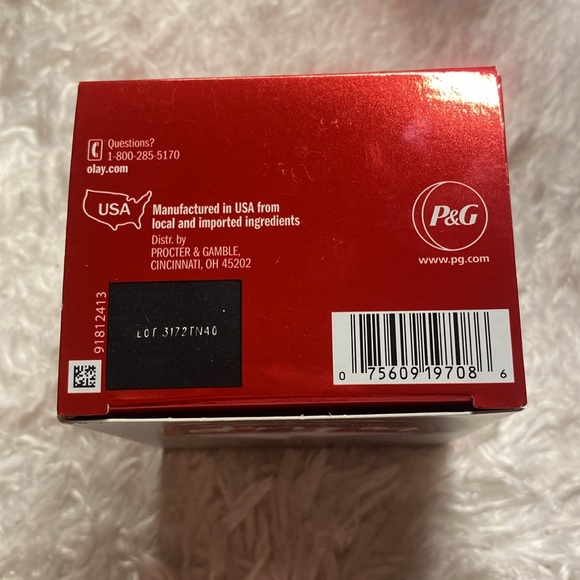 Questions?
1-800-285-5170
olay.com
USA
Manufactured in USA from
local and imported ingredients
Distr. by
PROCTER & GAMBLE,
CINCINNATI, OH 45202
P&G
www.pg.com
91812413
LOT 3172TN40
0 75609 19708 6